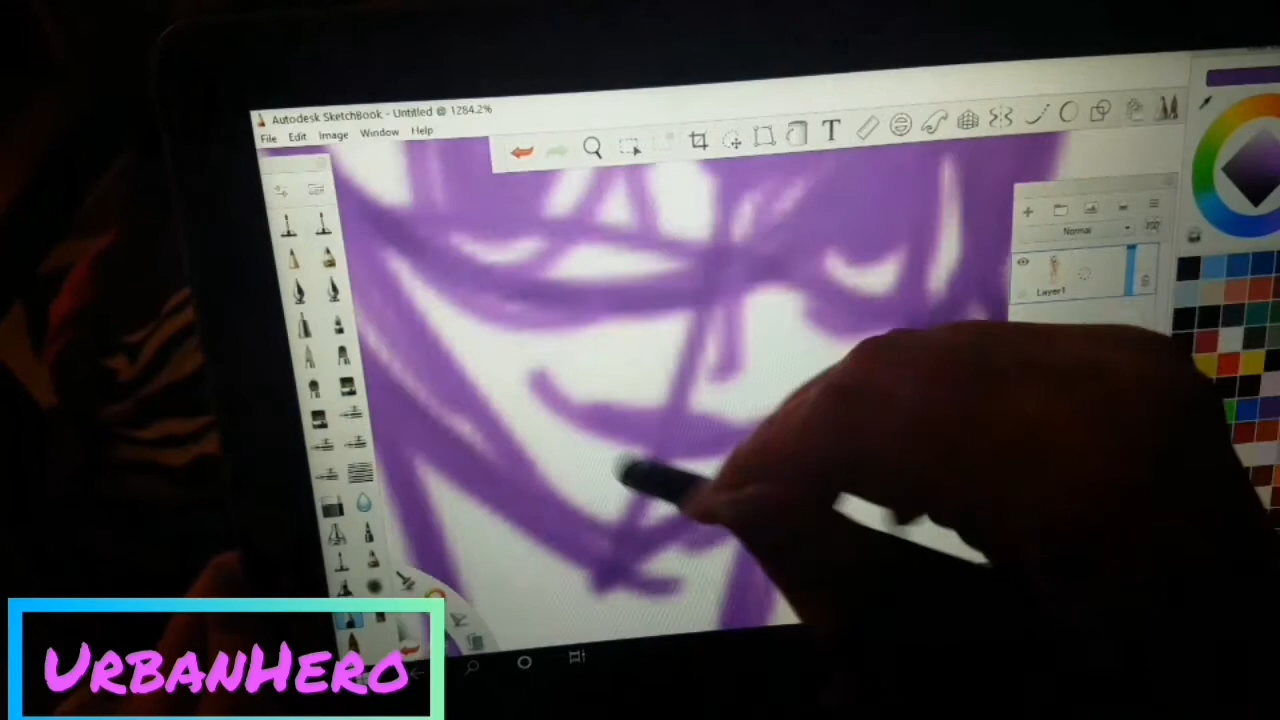 Autodesk SketchBook - Untitled @ 1284.2%
File Edit Image Window Help
T
Normal
Layer1
UrbanHero